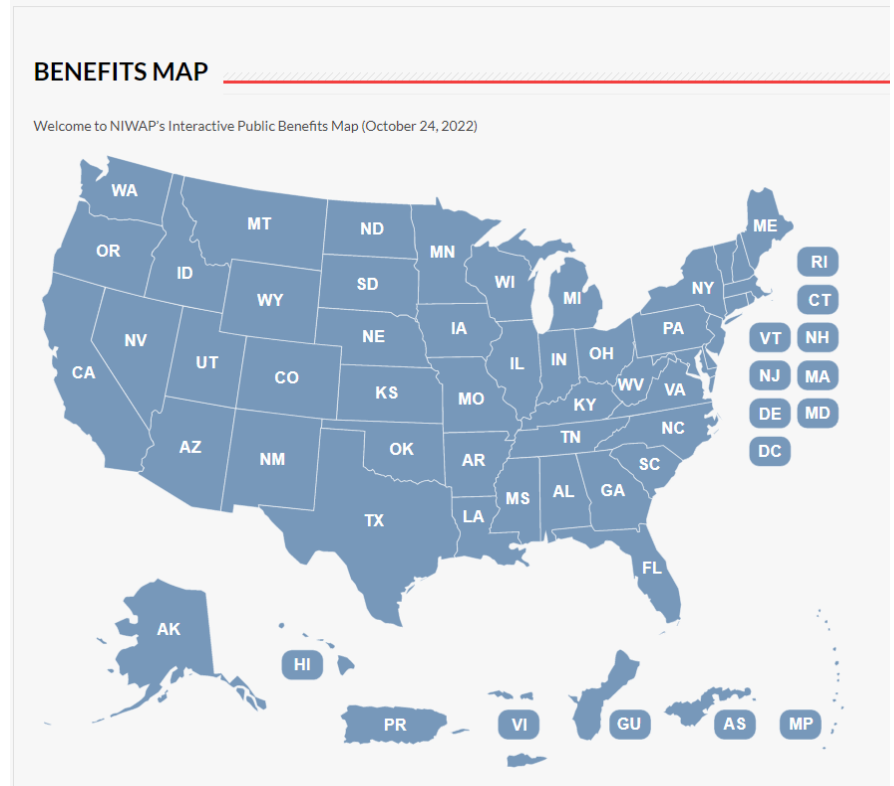 BENEFITS MAP
Welcome to NIWAP's Interactive Public Benefits Map (October 24, 2022)
WA
MT
ND
MN
ME
OR
ID
SD
WI
MI
NY
RI
WY
CT
NV
NE
IA
PA
VT
NH
CA
UT
CO
IL
IN
OH
NJ
MA
KS
MO
WV
VA
KY
DE
MD
AZ
NM
OK
AR
TN
NC
DC
SC
TX
LA
MS
AL
GA
FL
AK
HI
PR
VI
GU
AS
MP